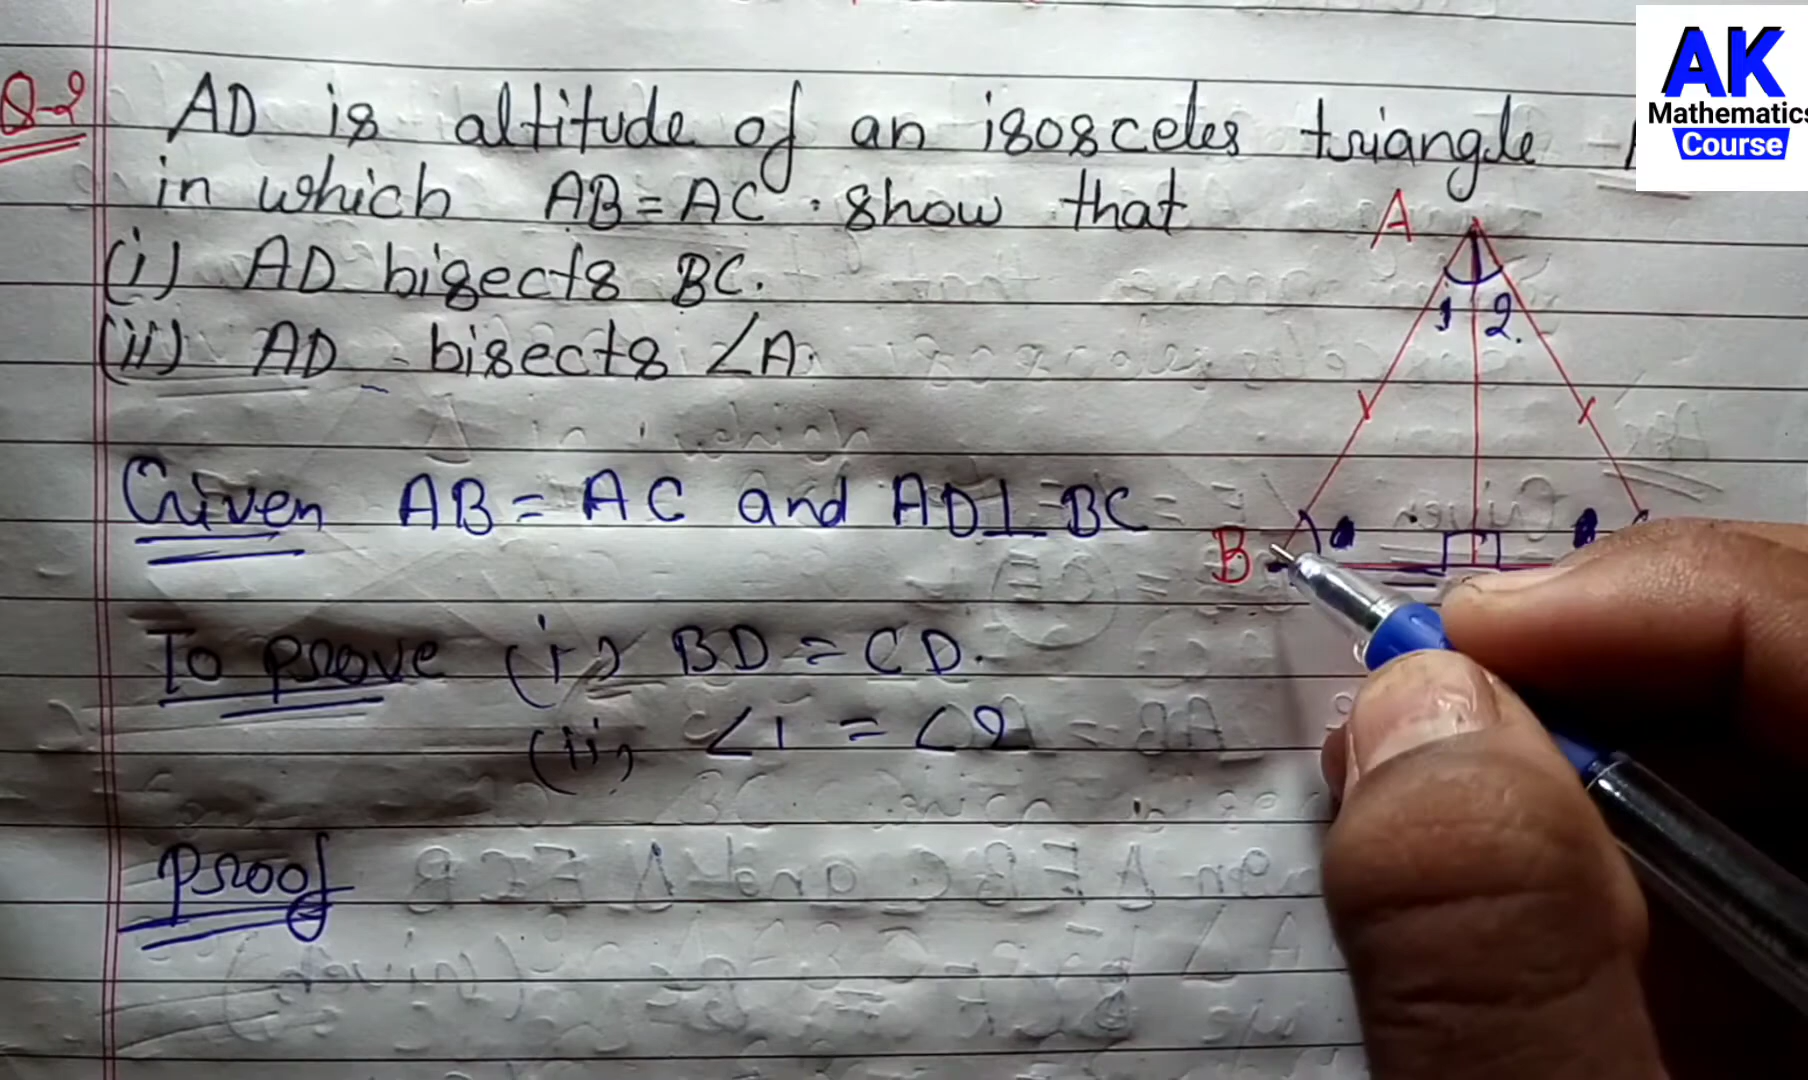 AK
Mathematics
Course
Q-2 AD is altitude of an isosceles triangle
in which AB = AC . show that
(i) AD bisects BC.
(ii) AD bisects ∠A.
A
1 2.
Given AB = AC and AD ⊥ BC
B
To prove (i) BD = CD.
(ii) ∠1 = ∠2
Proof